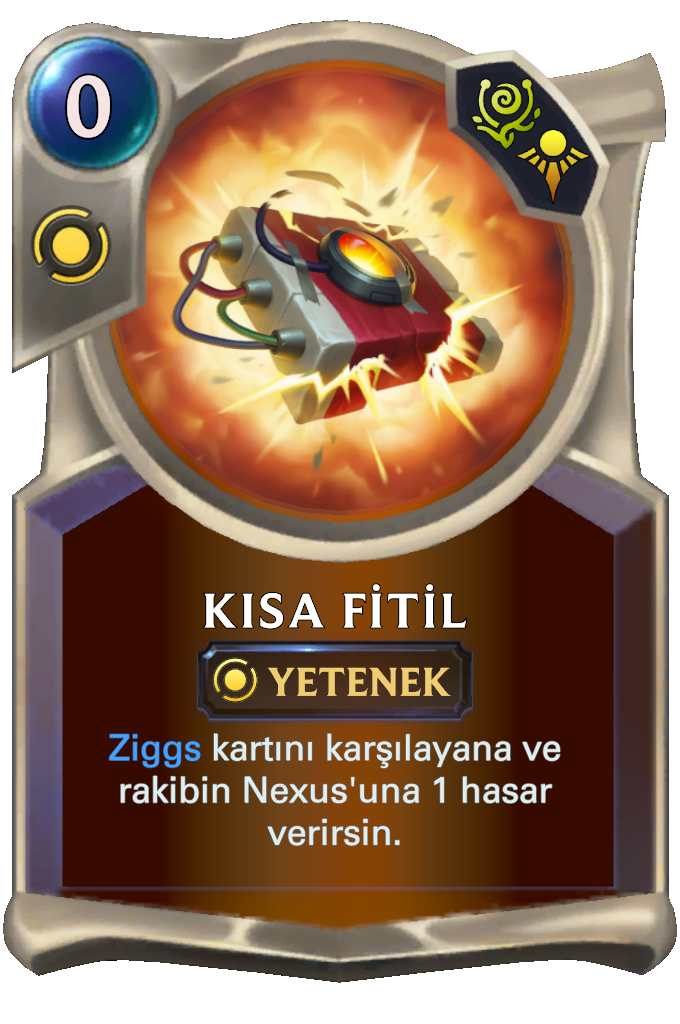 0
KISA FİTİL
YETENEK
Ziggs kartını karşılayana ve
rakibin Nexus'una 1 hasar
verirsin.